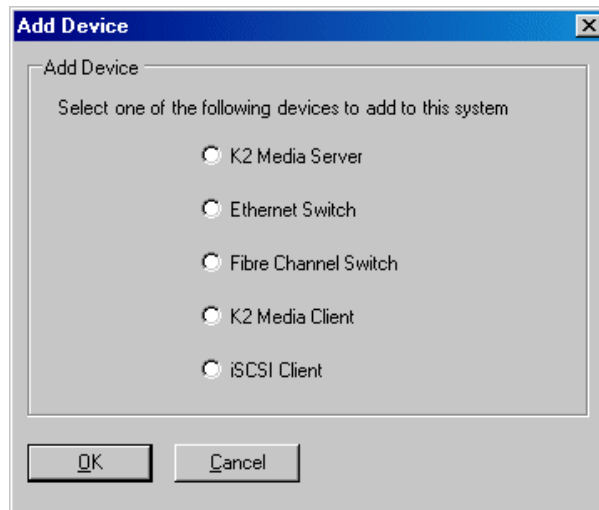 Add Device
Add Device
Select one of the following devices to add to this system
K2 Media Server
Ethernet Switch
Fibre Channel Switch
K2 Media Client
iSCSI Client
OK
Cancel